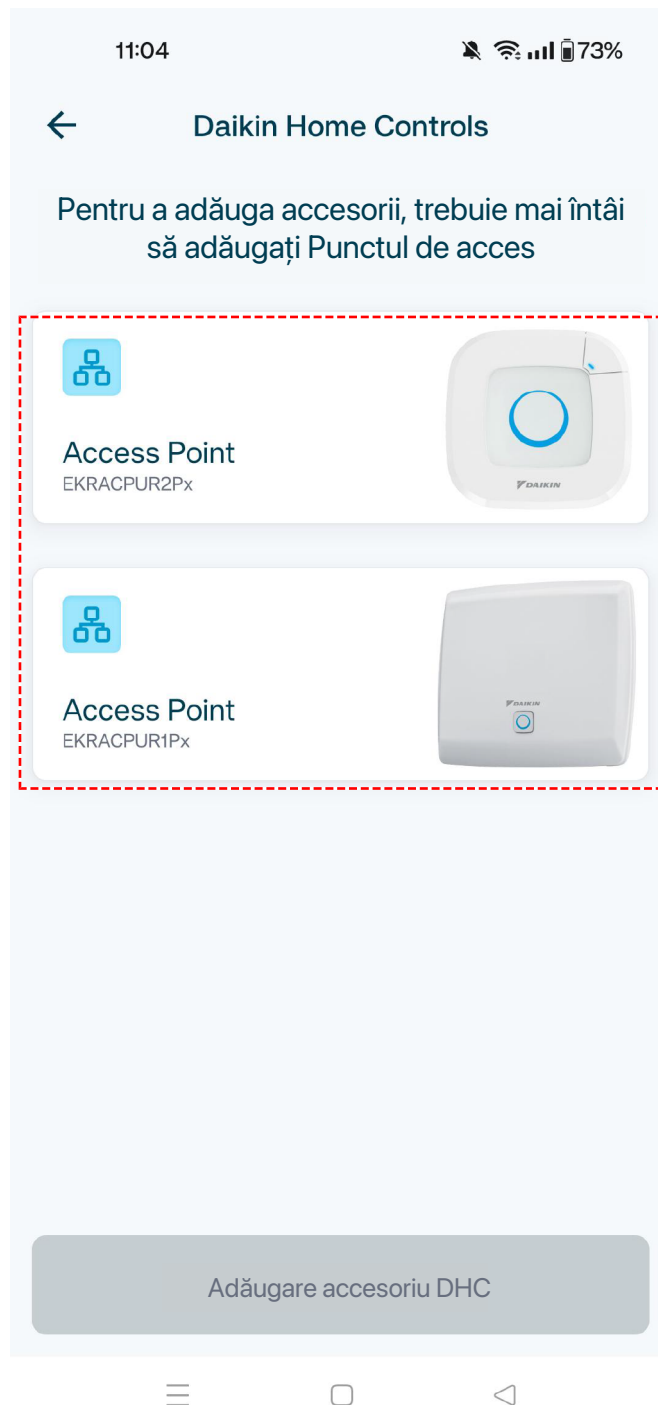 11:04
73%
Daikin Home Controls
Pentru a adăuga accesorii, trebuie mai întâi
să adăugați Punctul de acces
Access Point
EKRACPUR2Px
DAIKIN
Access Point
EKRACPUR1Px
DAIKIN
Adăugare accesoriu DHC